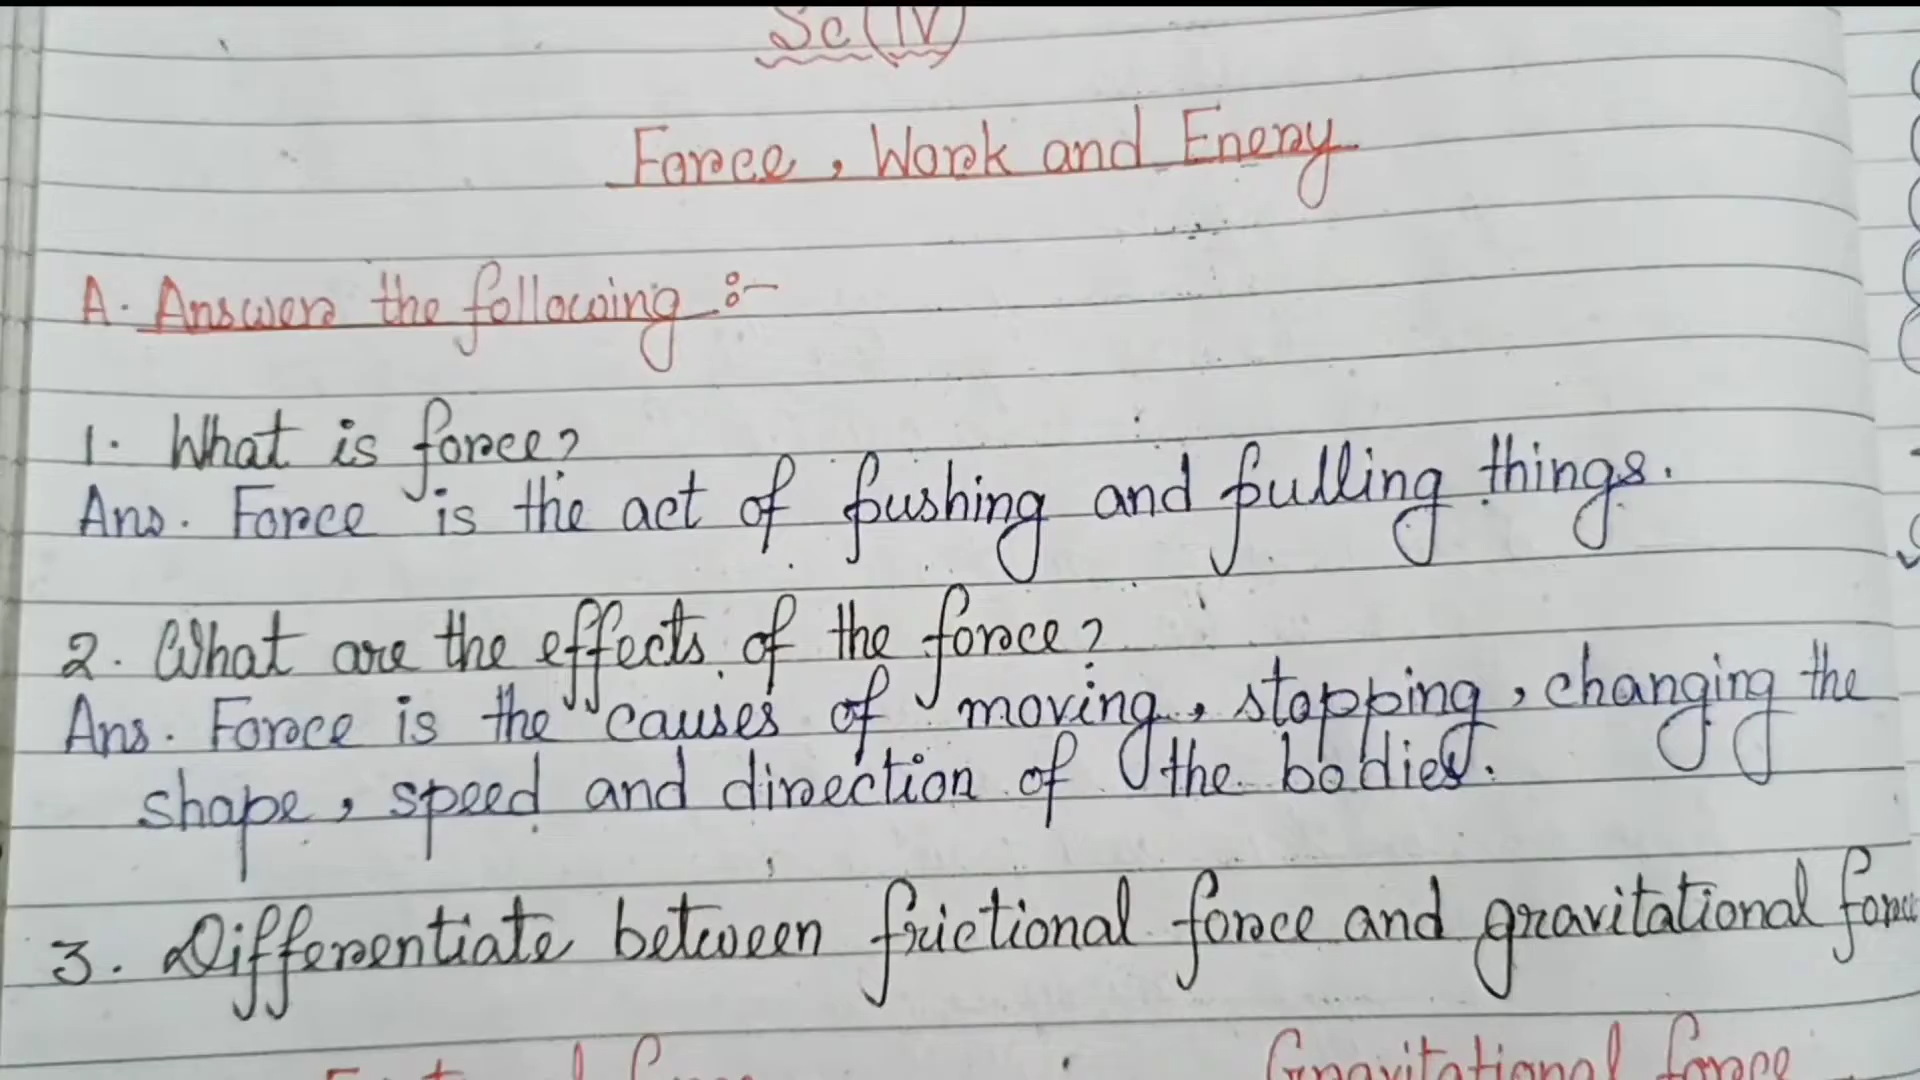 Sc (IV)
Force, Work and Enery
A. Answer the following :-
1. What is force?
Ans. Force is the act of pushing and pulling things.
2. What are the effects of the force?
Ans. Force is the causes of moving, stopping, changing the
shape, speed and direction of the bodies.
3. Differentiate between frictional force and gravitational force
Gravitational force